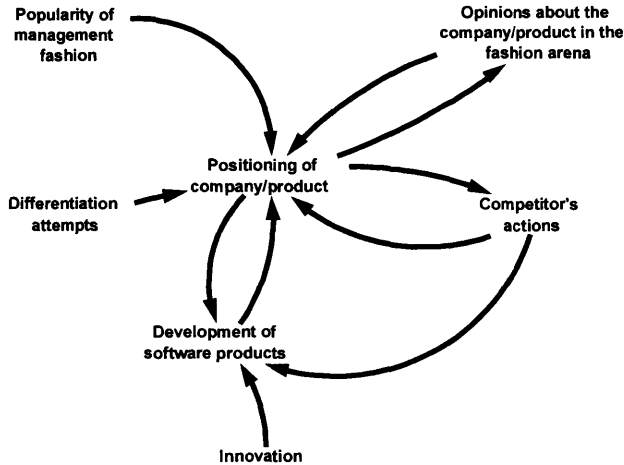 Popularity of
management
fashion
Opinions about the
company/product in the
fashion arena
Positioning of
company/product
Differentiation
attempts
Competitor's
actions
Development of
software products
Innovation